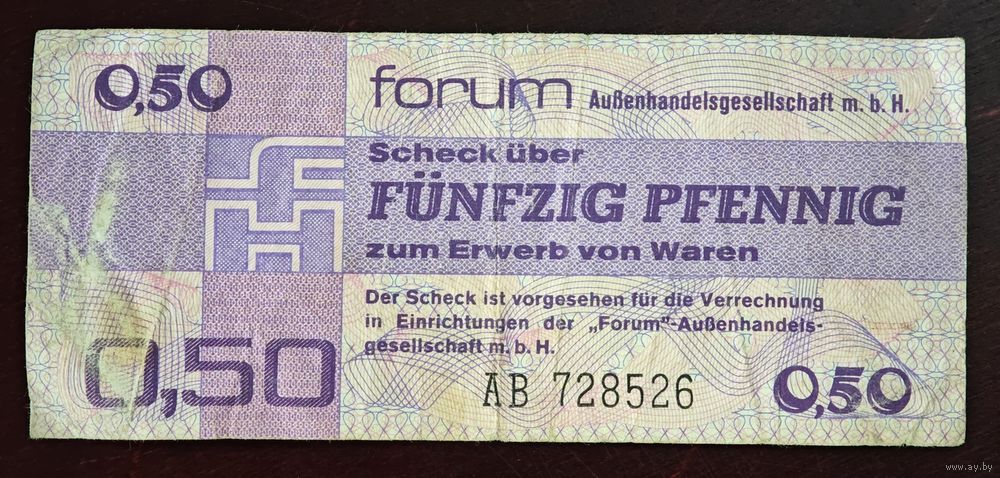 0,50
forum Außenhandelsgesellschaft m. b. H.
Scheck über
FÜNFZIG PFENNIG
zum Erwerb von Waren
Der Scheck ist vorgesehen für die Verrechnung
in Einrichtungen der „Forum”-Außenhandels-
gesellschaft m. b. H.
0,50
AB 728526
0,50
www.ay.by